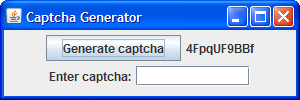 Captcha Generator
Generate captcha 4FpqUF9BBf
Enter captcha: